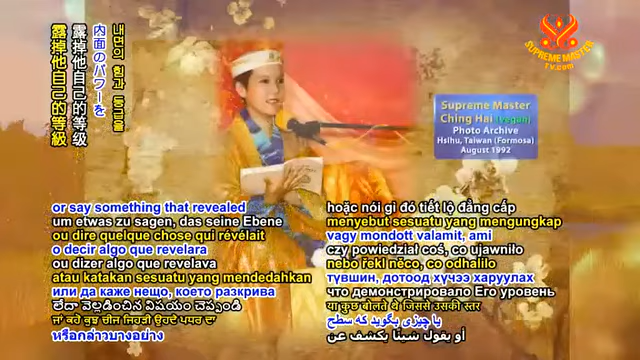 내면의 힘과 등급을
内面のパワーを
露掉他自己的等级
露掉他自己的等級
SUPREME MASTER
TV.com
Supreme Master
Ching Hai (vegan)
Photo Archive
Hsihu, Taiwan (Formosa)
August 1992
or say something that revealed
um etwas zu sagen, das seine Ebene
ou dire quelque chose qui révélait
o decir algo que revelara
ou dizer algo que revelava
atau katakan sesuatu yang mendedahkan
или да каже нещо, което разкрива
లేదా వెల్లడించిన విషయం చెప్పండి
ਜਾਂ ਕਹੋ ਕੁਝ ਚੀਜ਼ ਜਿਹੜੀ ਉਹਦੇ ਪਧਰ ਦਾ
หรือกล่าวบางอย่าง
hoặc nói gì đó tiết lộ đẳng cấp
menyebut sesuatu yang mengungkap
vagy mondott valamit, ami
czy powiedział coś, co ujawniło
nebo řekl něco, co odhalilo
түвшин, дотоод хүчээ харуулах
что демонстрировало Его уровень
या कुछ बोलते थे जिससे उसकी स्तर
یا چیزی بگوید که سطح
أو يقول شيئًا يكشف عن